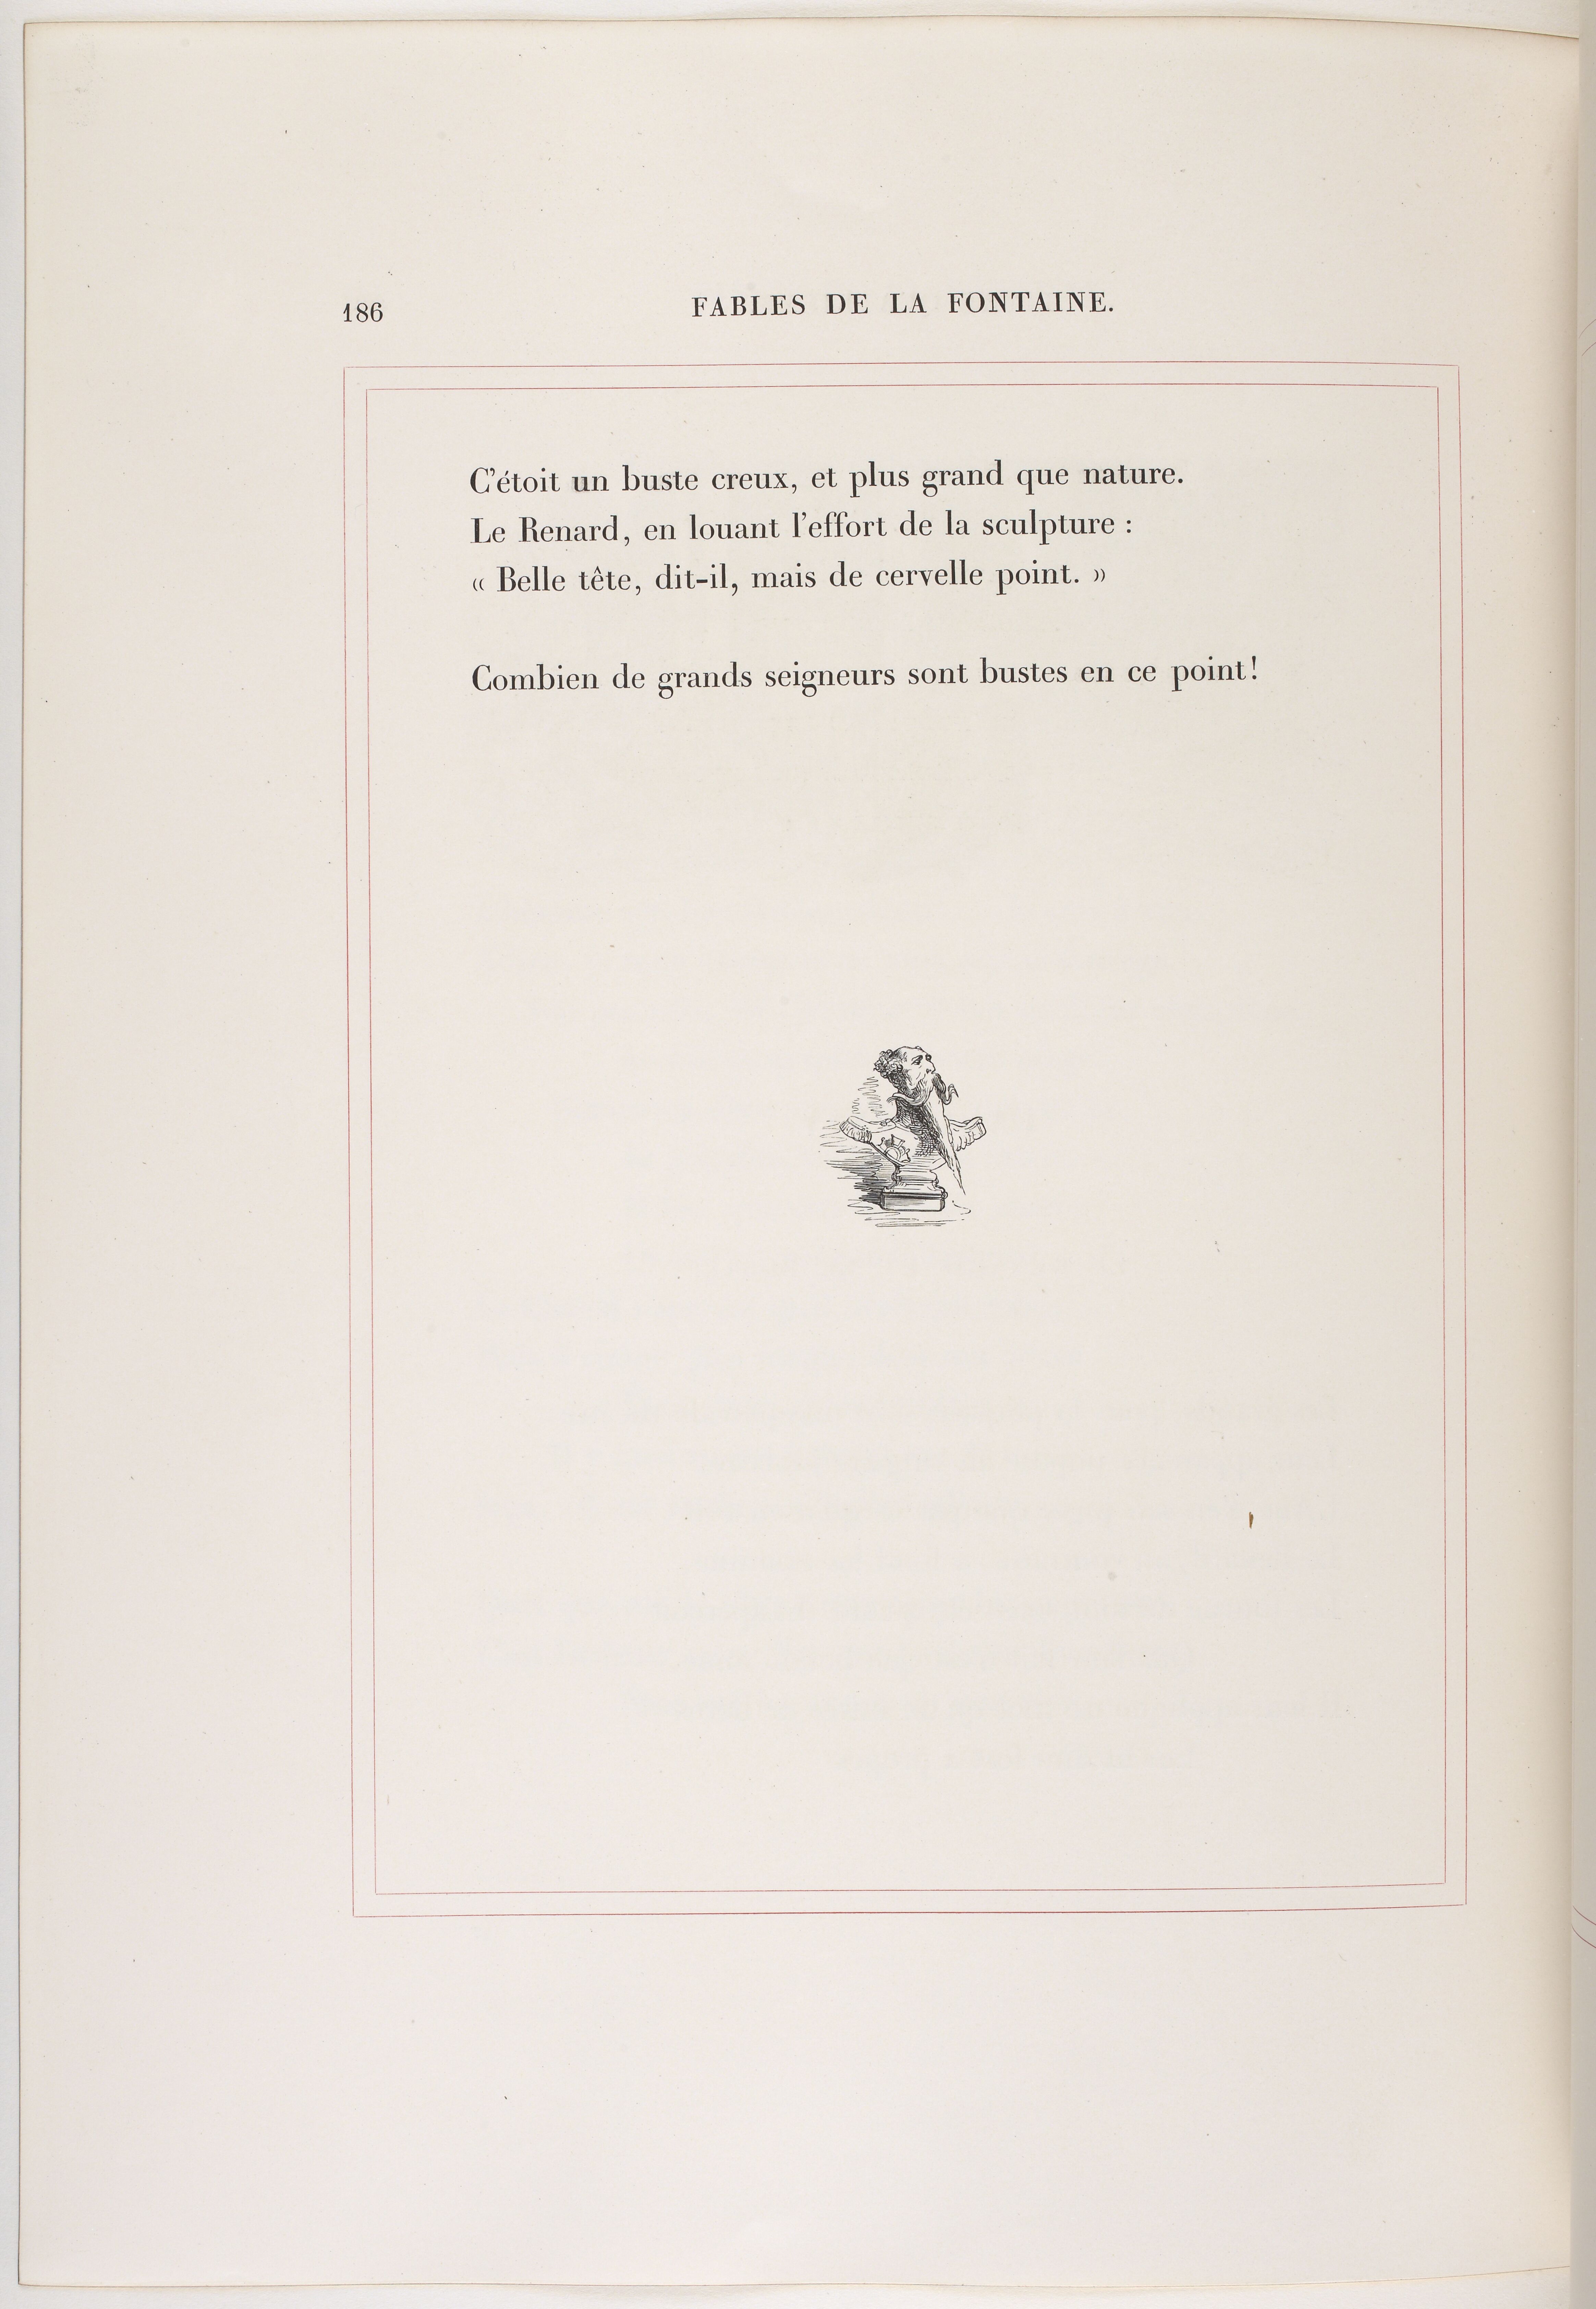 186
FABLES DE LA FONTAINE.
C'étoit un buste creux, et plus grand que nature.
Le Renard, en louant l'effort de la sculpture :
« Belle tête, dit-il, mais de cervelle point. »
Combien de grands seigneurs sont bustes en ce point!